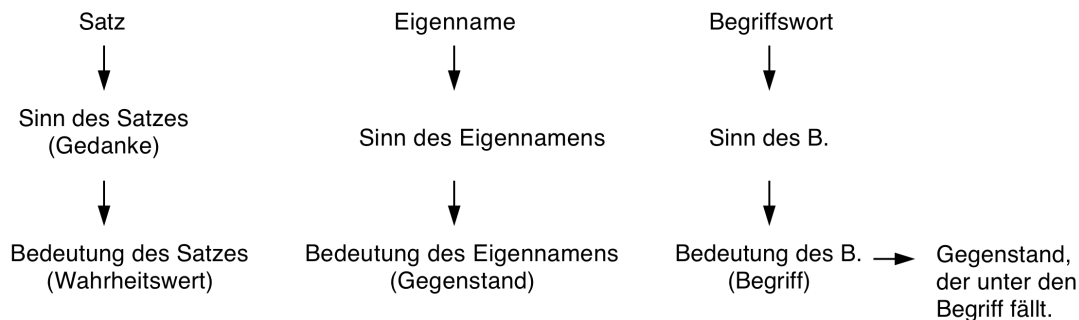 Satz
Eigenname
Begriffswort
Sinn des Satzes
(Gedanke)
Sinn des Eigennamens
Sinn des B.
Bedeutung des Satzes
(Wahrheitswert)
Bedeutung des Eigennamens
(Gegenstand)
Bedeutung des B.
(Begriff)
Gegenstand,
der unter den
Begriff fällt.